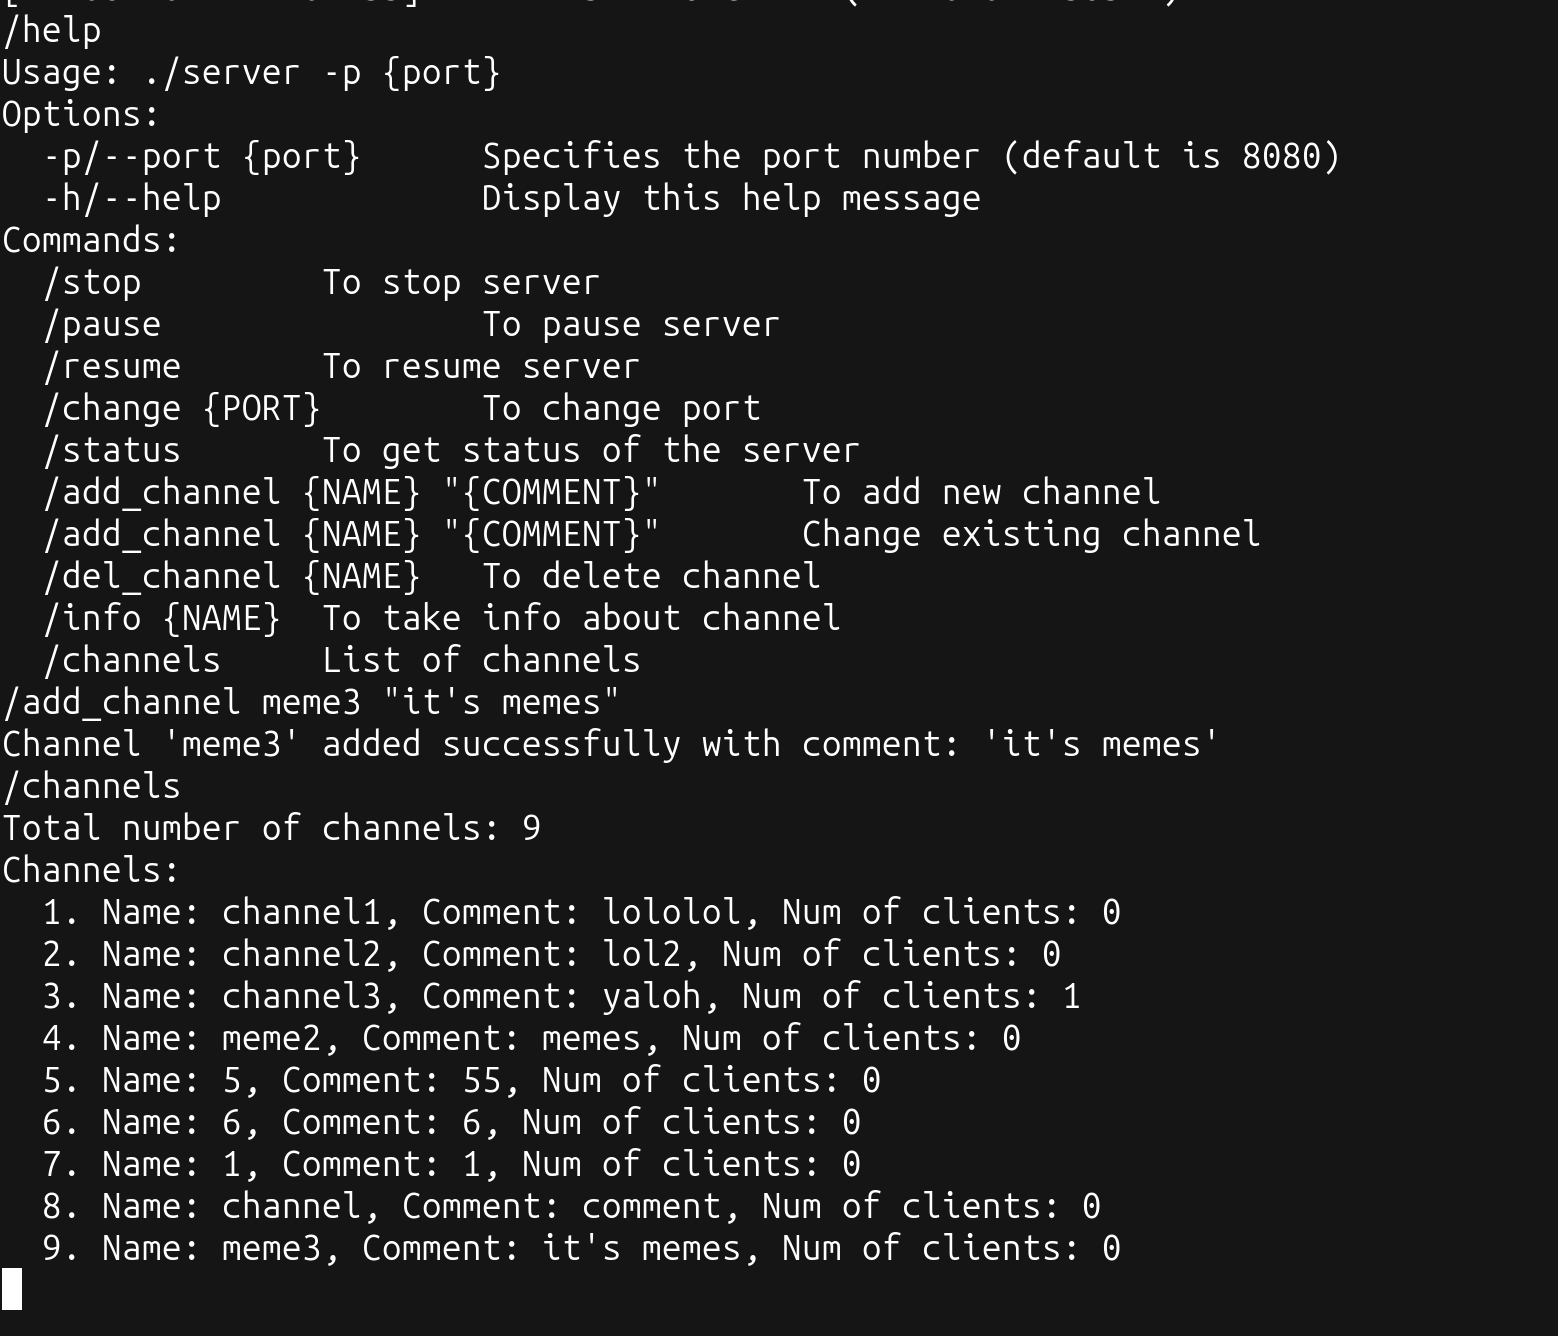 /help
Usage: ./server -p {port}
Options:
  -p/--port {port}      Specifies the port number (default is 8080)
  -h/--help             Display this help message
Commands:
  /stop         To stop server
  /pause                To pause server
  /resume       To resume server
  /change {PORT}        To change port
  /status       To get status of the server
  /add_channel {NAME} "{COMMENT}"       To add new channel
  /add_channel {NAME} "{COMMENT}"       Change existing channel
  /del_channel {NAME}   To delete channel
  /info {NAME}  To take info about channel
  /channels     List of channels
/add_channel meme3 "it's memes"
Channel 'meme3' added successfully with comment: 'it's memes'
/channels
Total number of channels: 9
Channels:
  1. Name: channel1, Comment: lololol, Num of clients: 0
  2. Name: channel2, Comment: lol2, Num of clients: 0
  3. Name: channel3, Comment: yaloh, Num of clients: 1
  4. Name: meme2, Comment: memes, Num of clients: 0
  5. Name: 5, Comment: 55, Num of clients: 0
  6. Name: 6, Comment: 6, Num of clients: 0
  7. Name: 1, Comment: 1, Num of clients: 0
  8. Name: channel, Comment: comment, Num of clients: 0
  9. Name: meme3, Comment: it's memes, Num of clients: 0